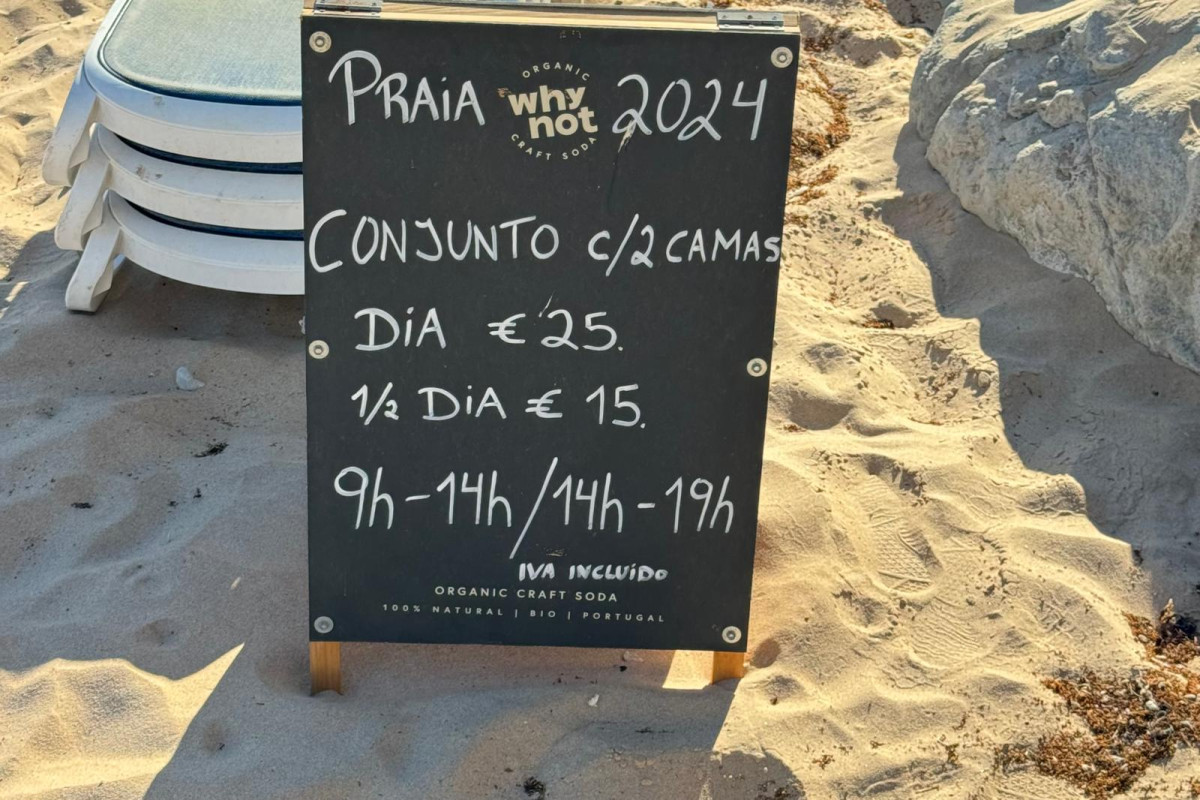 PRAiA ORGANIC why not CRAFT SODA 2024
CONJUNTO c/2 CAMAS
DiA € 25.
1/2 DiA € 15.
9h-14h/14h-19h
IVA INCLUÍDO
ORGANIC CRAFT SODA
100% NATURAL | BIO | PORTUGAL